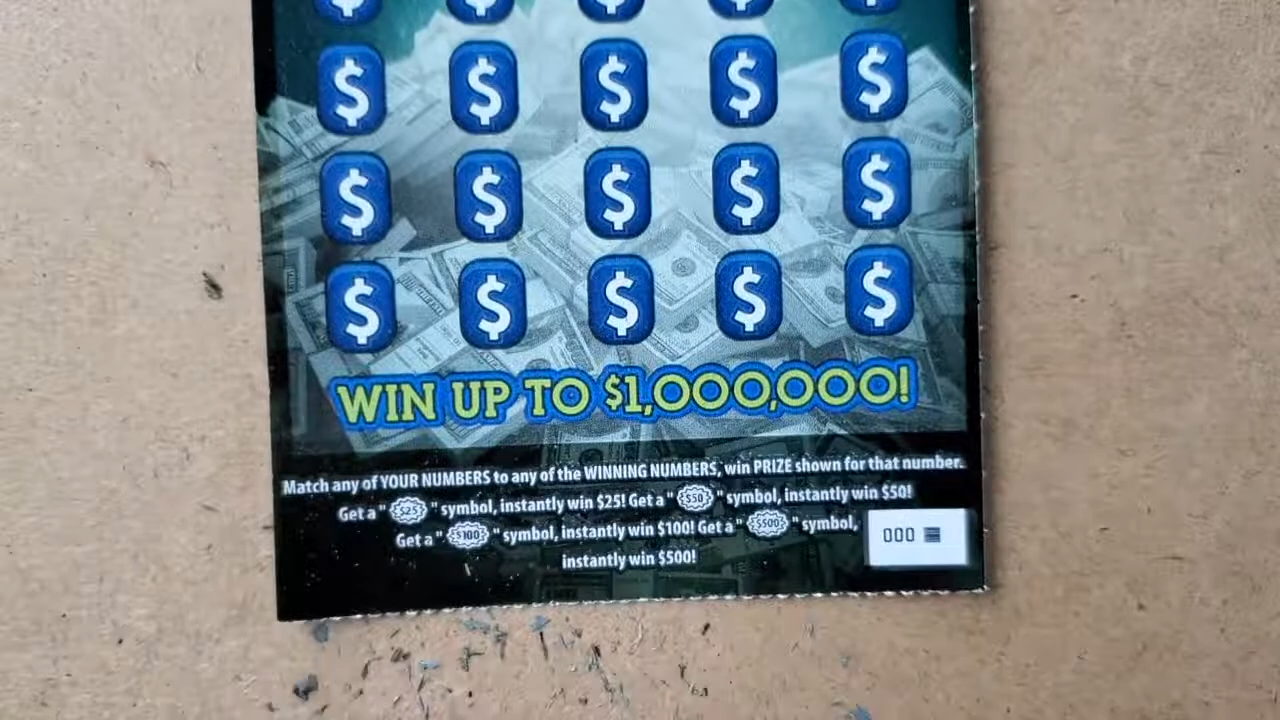 $ $ $ $ $
$ $ $ $ $
$ $ $ $ $
$ $ $ $ $
WIN UP TO $1,000,000!
Match any of YOUR NUMBERS to any of the WINNING NUMBERS, win PRIZE shown for that number.
Get a " $25 " symbol, instantly win $25! Get a " $50 " symbol, instantly win $50!
Get a " $100 " symbol, instantly win $100! Get a " $500 " symbol,
instantly win $500!
000